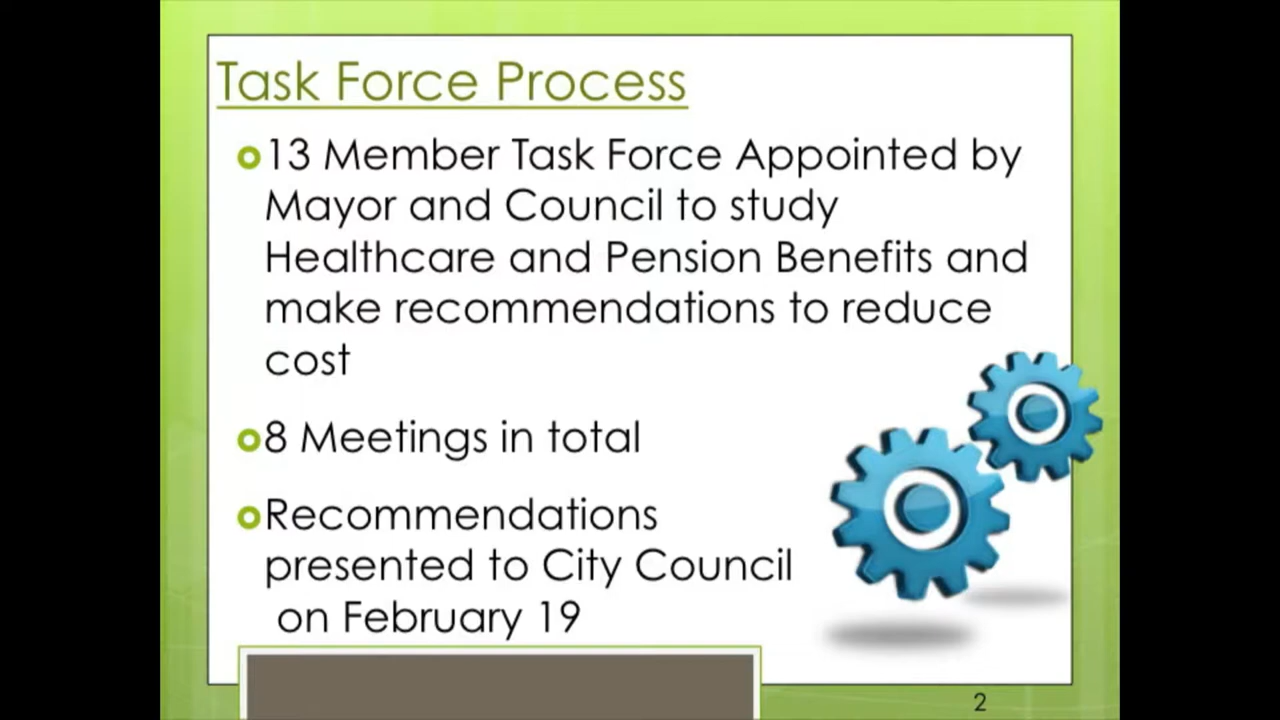 Task Force Process
13 Member Task Force Appointed by
Mayor and Council to study
Healthcare and Pension Benefits and
make recommendations to reduce
cost
8 Meetings in total
Recommendations
presented to City Council
on February 19
2